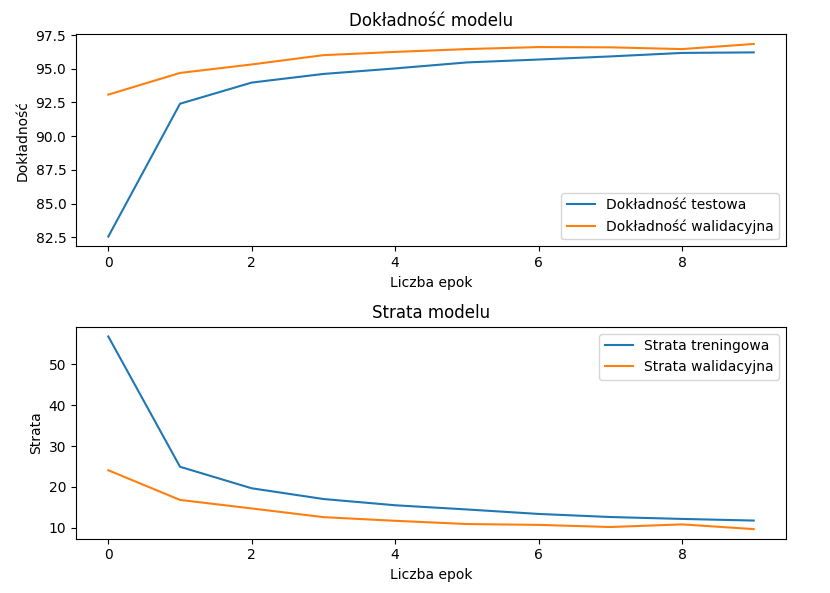 Dokładność modelu
97.5
95.0
92.5
90.0
87.5
85.0
82.5
Dokładność
Dokładność testowa
Dokładność walidacyjna
0 2 4 6 8
Liczba epok
Strata modelu
50
40
30
20
10
Strata
Strata treningowa
Strata walidacyjna
0 2 4 6 8
Liczba epok